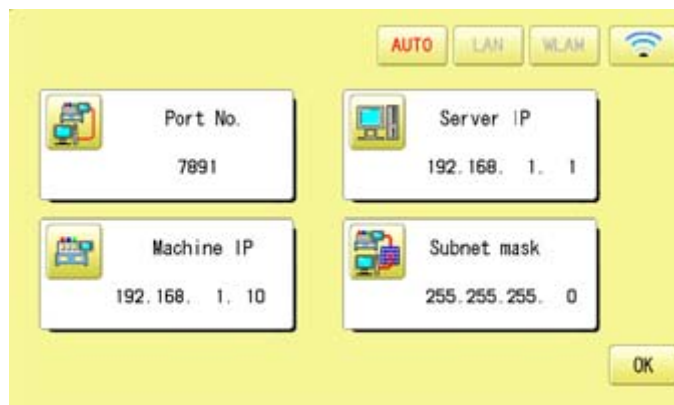 AUTO LAN WLAN
Port No.
7891
Server IP
192.168. 1. 1
Machine IP
192.168. 1. 10
Subnet mask
255.255.255. 0
OK